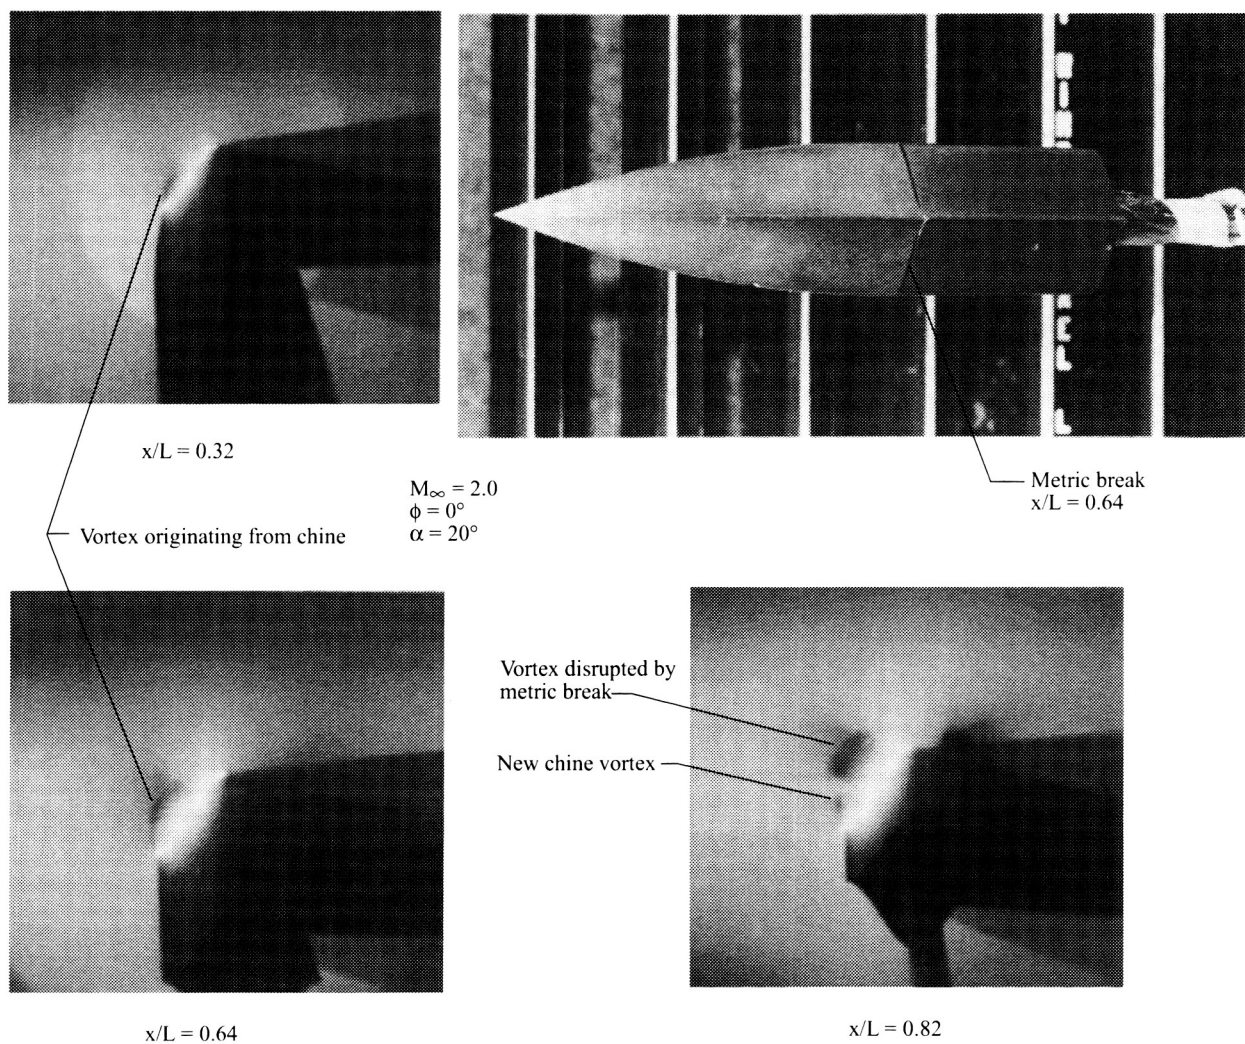 x/L = 0.32
M∞ = 2.0
ϕ = 0°
α = 20°
Metric break
x/L = 0.64
Vortex originating from chine
Vortex disrupted by
metric break
New chine vortex
x/L = 0.64
x/L = 0.82